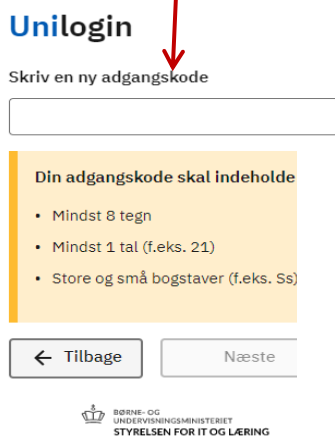 Unilogin
Skriv en ny adgangskode
Din adgangskode skal indeholde
• Mindst 8 tegn
• Mindst 1 tal (f.eks. 21)
• Store og små bogstaver (f.eks. Ss)
← Tilbage
Næste
BØRNE- OG
UNDERVISNINGSMINISTERIET
STYRELSEN FOR IT OG LÆRING